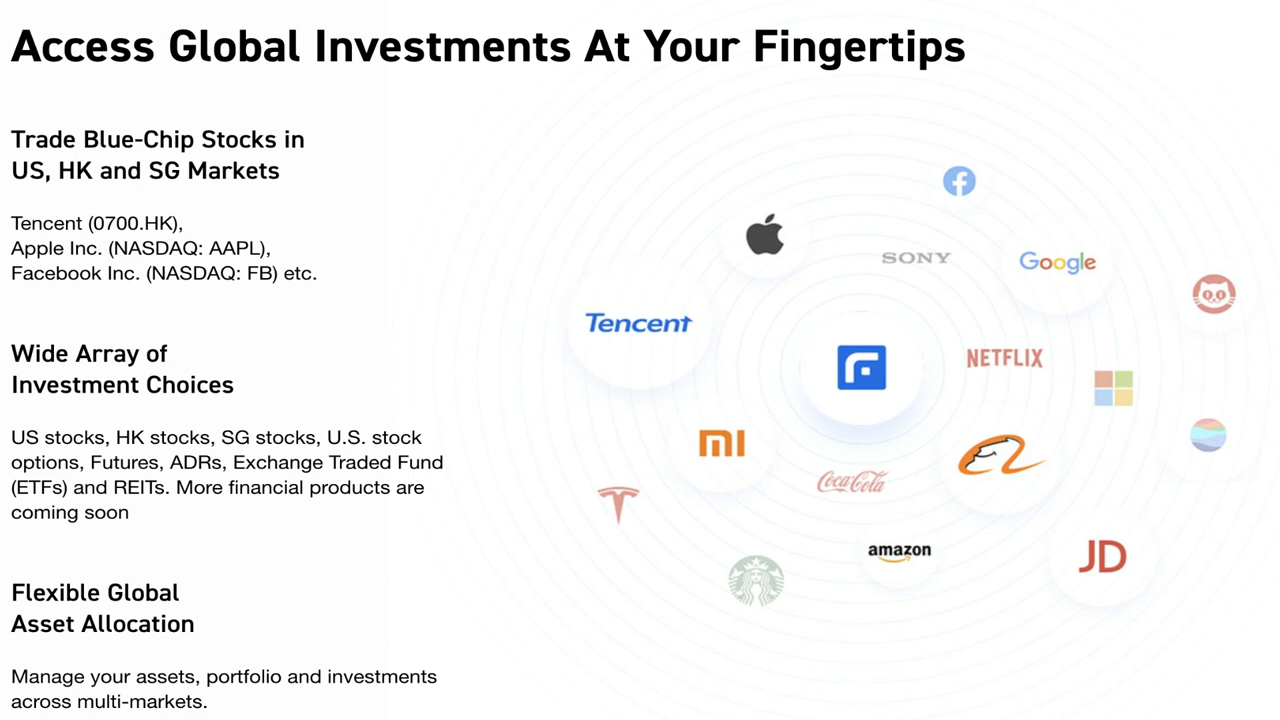 Access Global Investments At Your Fingertips
Trade Blue-Chip Stocks in
US, HK and SG Markets
Tencent (0700.HK),
Apple Inc. (NASDAQ: AAPL),
Facebook Inc. (NASDAQ: FB) etc.
Wide Array of
Investment Choices
US stocks, HK stocks, SG stocks, U.S. stock
options, Futures, ADRs, Exchange Traded Fund
(ETFs) and REITs. More financial products are
coming soon
Flexible Global
Asset Allocation
Manage your assets, portfolio and investments
across multi-markets.
SONY
Google
Tencent
NETFLIX
MI
Coca-Cola
amazon
JD